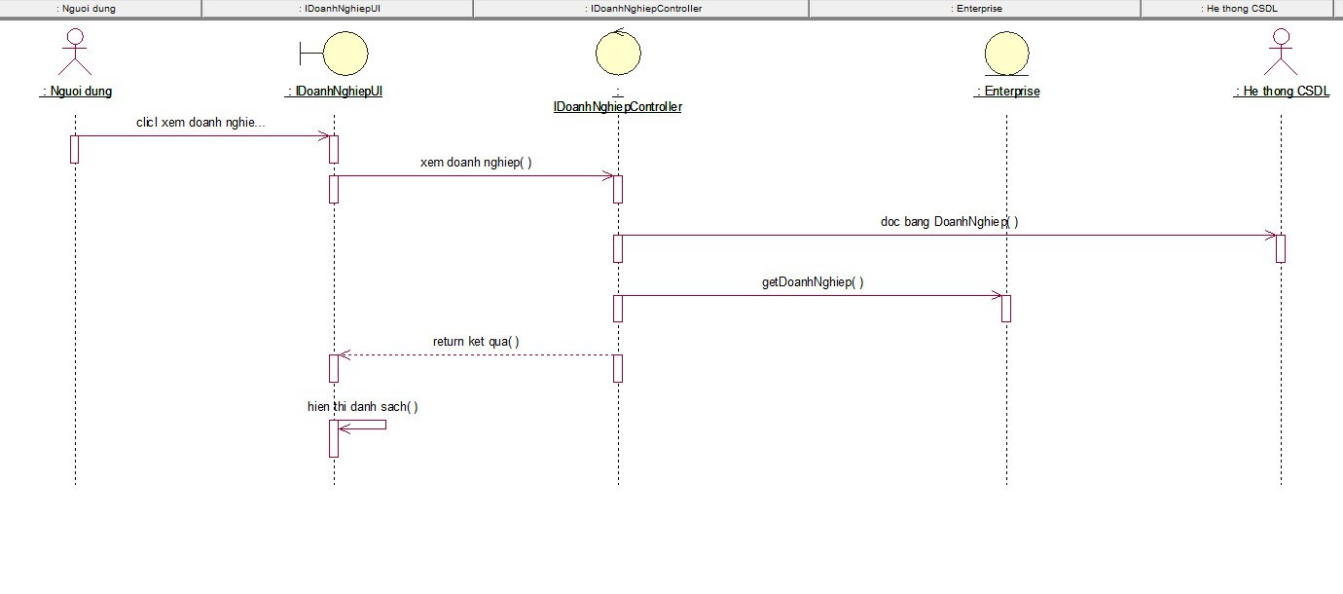 : Nguoi dung
: IDoanhNghiepUI
: IDoanhNghiepController
: Enterprise
: He thong CSDL
: Nguoi dung
: IDoanhNghiepUI
:
IDoanhNghiepController
: Enterprise
: He thong CSDL
clicl xem doanh nghie...
xem doanh nghiep( )
doc bang DoanhNghiep( )
getDoanhNghiep( )
return ket qua( )
hien thi danh sach( )